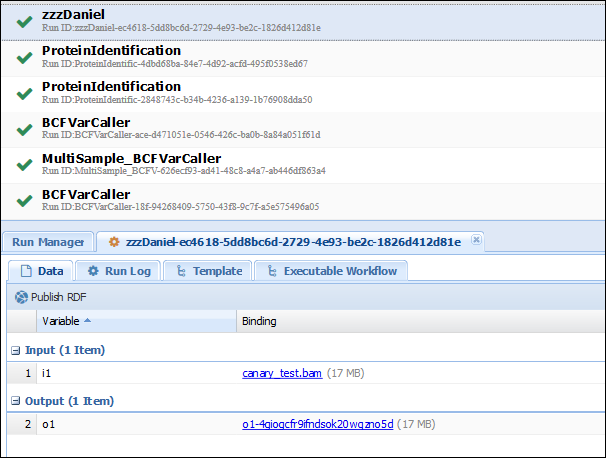 zzzDaniel
Run ID:zzzDaniel-ec4618-5dd8bc6d-2729-4e93-be2c-1826d412d81e
ProteinIdentification
Run ID:ProteinIdentific-4dbd68ba-84e7-4d92-acfd-495f0538ed67
ProteinIdentification
Run ID:ProteinIdentific-2848743c-b34b-4236-a139-1b76908dda50
BCFVarCaller
Run ID:BCFVarCaller-ace-d471051e-0546-426c-ba0b-8a84a051f61d
MultiSample_BCFVarCaller
Run ID:MultiSample_BCFV-626ecf93-ad41-48c8-a4a7-ab446df863a4
BCFVarCaller
Run ID:BCFVarCaller-18f-94268409-5750-43f8-9c7f-a5e575496a05
Run Manager zzzDaniel-ec4618-5dd8bc6d-2729-4e93-be2c-1826d412d81e
Data Run Log Template Executable Workflow
Publish RDF
Variable Binding
Input (1 Item)
1 i1 canary_test.bam (17 MB)
Output (1 Item)
2 o1 o1-4giogcfr9ifndsok20wqzno5d (17 MB)